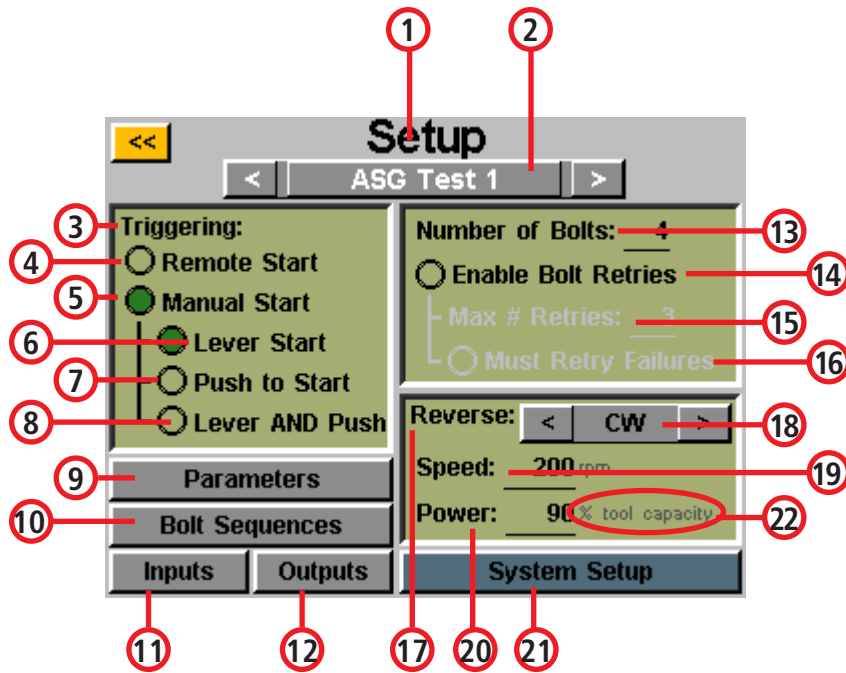 1 2
<< Setup
< ASG Test 1 >
3 Triggering:
4 Remote Start
5 Manual Start
6 Lever Start
7 Push to Start
8 Lever AND Push
9 Parameters
10 Bolt Sequences
Inputs Outputs
11 12
Number of Bolts: 4 13
Enable Bolt Retries 14
Max # Retries: 3 15
Must Retry Failures 16
Reverse: < CW > 18
Speed: 200 rpm 19
Power: 90 % tool capacity 22
System Setup
17 20 21